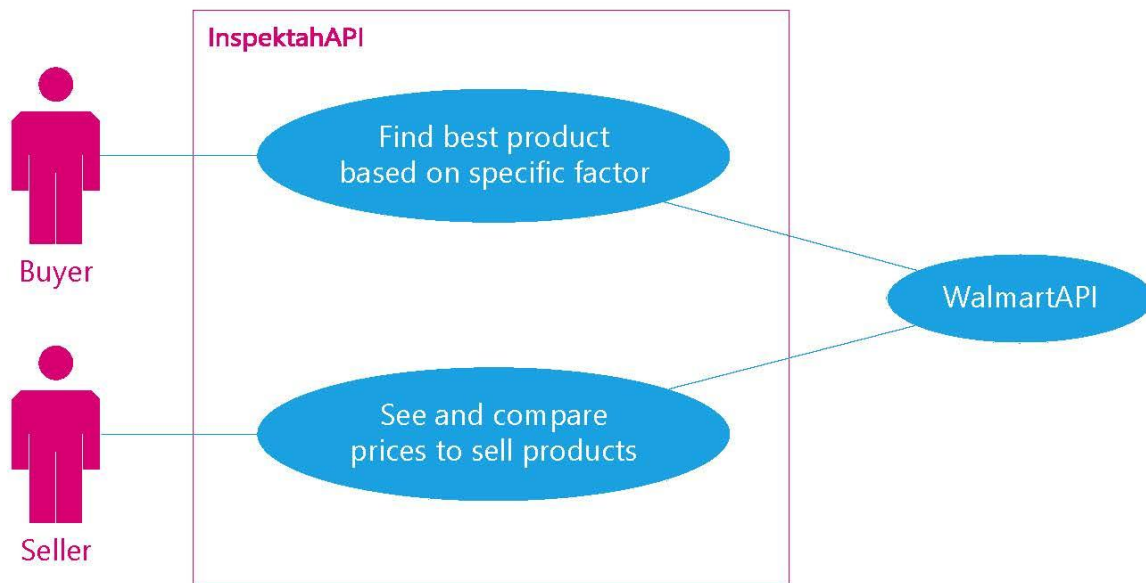 InspektahAPI
Find best product
based on specific factor
Buyer
WalmartAPI
See and compare
prices to sell products
Seller